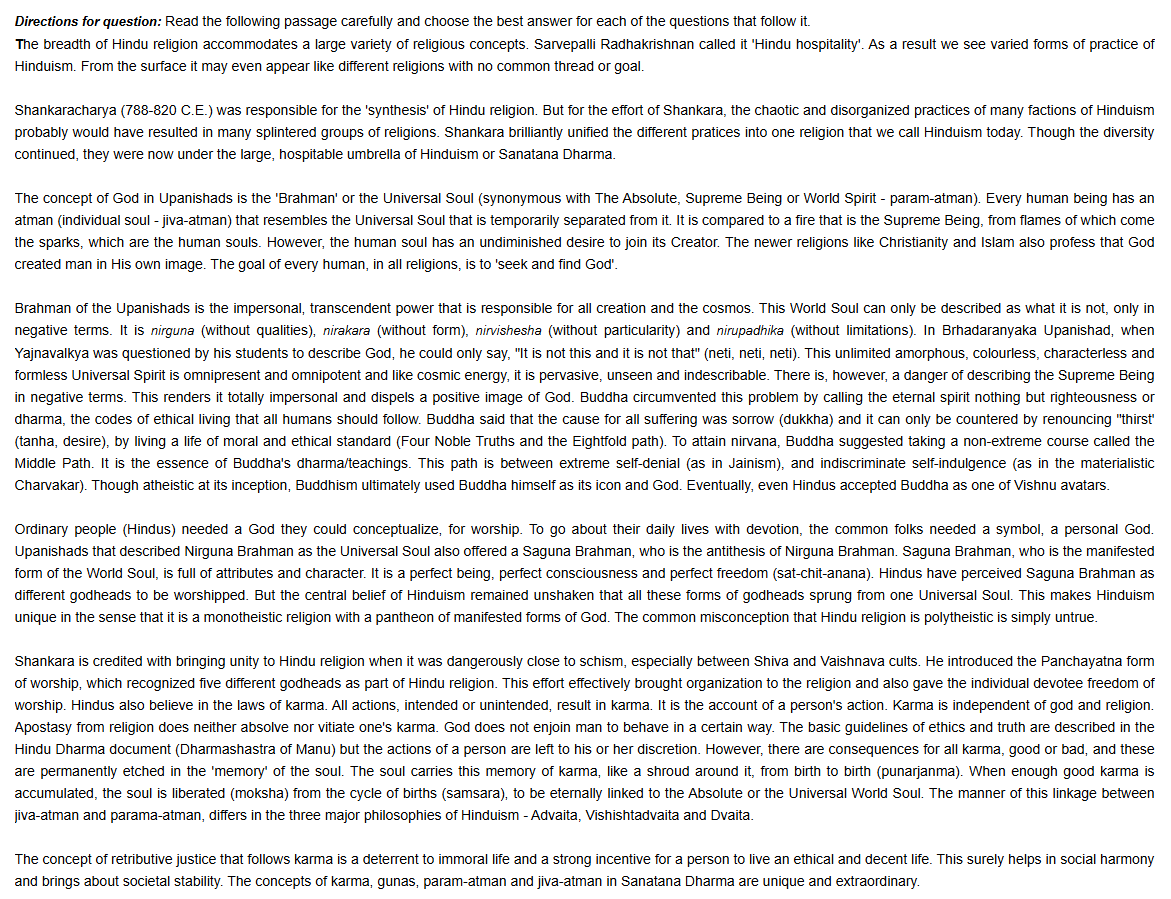 Directions for question: Read the following passage carefully and choose the best answer for each of the questions that follow it.
The breadth of Hindu religion accommodates a large variety of religious concepts. Sarvepalli Radhakrishnan called it 'Hindu hospitality'. As a result we see varied forms of practice of
Hinduism. From the surface it may even appear like different religions with no common thread or goal.
Shankaracharya (788-820 C.E.) was responsible for the 'synthesis' of Hindu religion. But for the effort of Shankara, the chaotic and disorganized practices of many factions of Hinduism
probably would have resulted in many splintered groups of religions. Shankara brilliantly unified the different pratices into one religion that we call Hinduism today. Though the diversity
continued, they were now under the large, hospitable umbrella of Hinduism or Sanatana Dharma.
The concept of God in Upanishads is the 'Brahman' or the Universal Soul (synonymous with The Absolute, Supreme Being or World Spirit - param-atman). Every human being has an
atman (individual soul - jiva-atman) that resembles the Universal Soul that is temporarily separated from it. It is compared to a fire that is the Supreme Being, from flames of which come
the sparks, which are the human souls. However, the human soul has an undiminished desire to join its Creator. The newer religions like Christianity and Islam also profess that God
created man in His own image. The goal of every human, in all religions, is to 'seek and find God'.
Brahman of the Upanishads is the impersonal, transcendent power that is responsible for all creation and the cosmos. This World Soul can only be described as what it is not, only in
negative terms. It is nirguna (without qualities), nirakara (without form), nirvishesha (without particularity) and nirupadhika (without limitations). In Brhadaranyaka Upanishad, when
Yajnavalkya was questioned by his students to describe God, he could only say, "It is not this and it is not that" (neti, neti, neti). This unlimited amorphous, colourless, characterless and
formless Universal Spirit is omnipresent and omnipotent and like cosmic energy, it is pervasive, unseen and indescribable. There is, however, a danger of describing the Supreme Being
in negative terms. This renders it totally impersonal and dispels a positive image of God. Buddha circumvented this problem by calling the eternal spirit nothing but righteousness or
dharma, the codes of ethical living that all humans should follow. Buddha said that the cause for all suffering was sorrow (dukkha) and it can only be countered by renouncing "thirst'
(tanha, desire), by living a life of moral and ethical standard (Four Noble Truths and the Eightfold path). To attain nirvana, Buddha suggested taking a non-extreme course called the
Middle Path. It is the essence of Buddha's dharma/teachings. This path is between extreme self-denial (as in Jainism), and indiscriminate self-indulgence (as in the materialistic
Charvakar). Though atheistic at its inception, Buddhism ultimately used Buddha himself as its icon and God. Eventually, even Hindus accepted Buddha as one of Vishnu avatars.
Ordinary people (Hindus) needed a God they could conceptualize, for worship. To go about their daily lives with devotion, the common folks needed a symbol, a personal God.
Upanishads that described Nirguna Brahman as the Universal Soul also offered a Saguna Brahman, who is the antithesis of Nirguna Brahman. Saguna Brahman, who is the manifested
form of the World Soul, is full of attributes and character. It is a perfect being, perfect consciousness and perfect freedom (sat-chit-anana). Hindus have perceived Saguna Brahman as
different godheads to be worshipped. But the central belief of Hinduism remained unshaken that all these forms of godheads sprung from one Universal Soul. This makes Hinduism
unique in the sense that it is a monotheistic religion with a pantheon of manifested forms of God. The common misconception that Hindu religion is polytheistic is simply untrue.
Shankara is credited with bringing unity to Hindu religion when it was dangerously close to schism, especially between Shiva and Vaishnava cults. He introduced the Panchayatna form
of worship, which recognized five different godheads as part of Hindu religion. This effort effectively brought organization to the religion and also gave the individual devotee freedom of
worship. Hindus also believe in the laws of karma. All actions, intended or unintended, result in karma. It is the account of a person's action. Karma is independent of god and religion.
Apostasy from religion does neither absolve nor vitiate one's karma. God does not enjoin man to behave in a certain way. The basic guidelines of ethics and truth are described in the
Hindu Dharma document (Dharmashastra of Manu) but the actions of a person are left to his or her discretion. However, there are consequences for all karma, good or bad, and these
are permanently etched in the 'memory' of the soul. The soul carries this memory of karma, like a shroud around it, from birth to birth (punarjanma). When enough good karma is
accumulated, the soul is liberated (moksha) from the cycle of births (samsara), to be eternally linked to the Absolute or the Universal World Soul. The manner of this linkage between
jiva-atman and parama-atman, differs in the three major philosophies of Hinduism - Advaita, Vishishtadvaita and Dvaita.
The concept of retributive justice that follows karma is a deterrent to immoral life and a strong incentive for a person to live an ethical and decent life. This surely helps in social harmony
and brings about societal stability. The concepts of karma, gunas, param-atman and jiva-atman in Sanatana Dharma are unique and extraordinary.